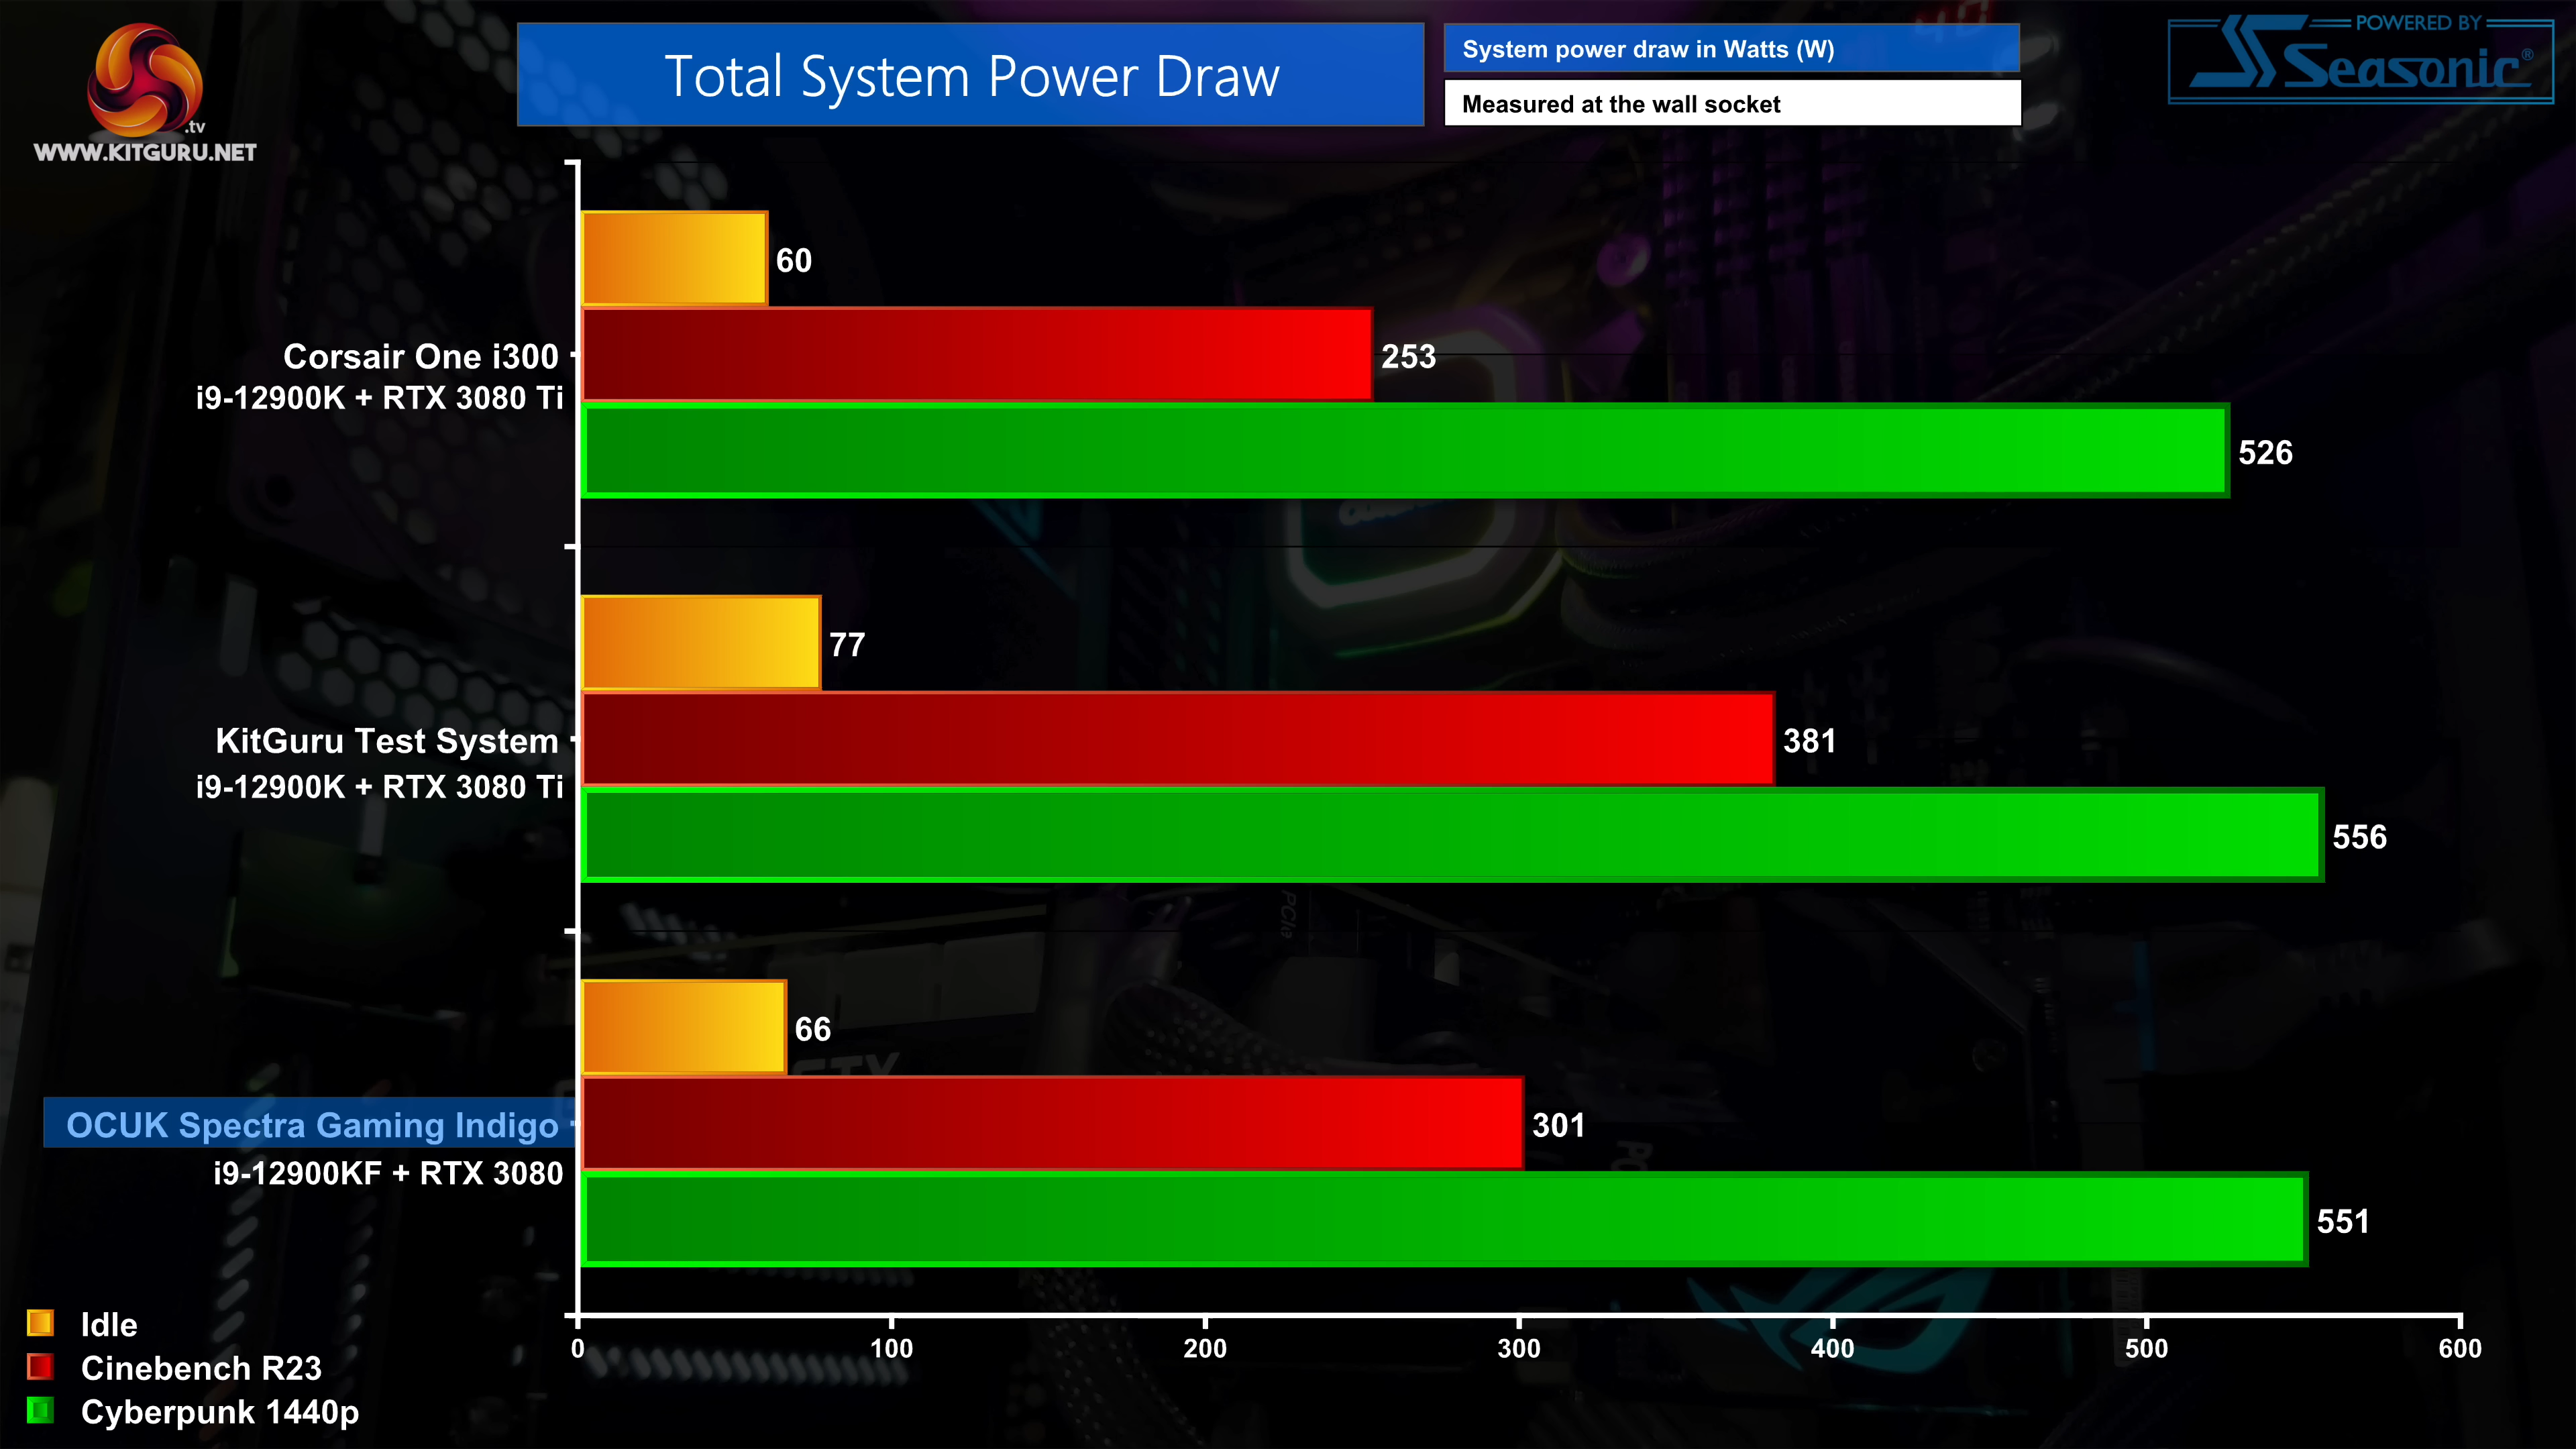 .tv
WWW.KITGURU.NET
Total System Power Draw
System power draw in Watts (W)
Measured at the wall socket
POWERED BY
Seasonic®
60
Corsair One i300
253
i9-12900K + RTX 3080 Ti
526
77
KitGuru Test System
381
i9-12900K + RTX 3080 Ti
556
66
OCUK Spectra Gaming Indigo
301
i9-12900KF + RTX 3080
551
Idle
Cinebench R23
Cyberpunk 1440p
0 100 200 300 400 500 600